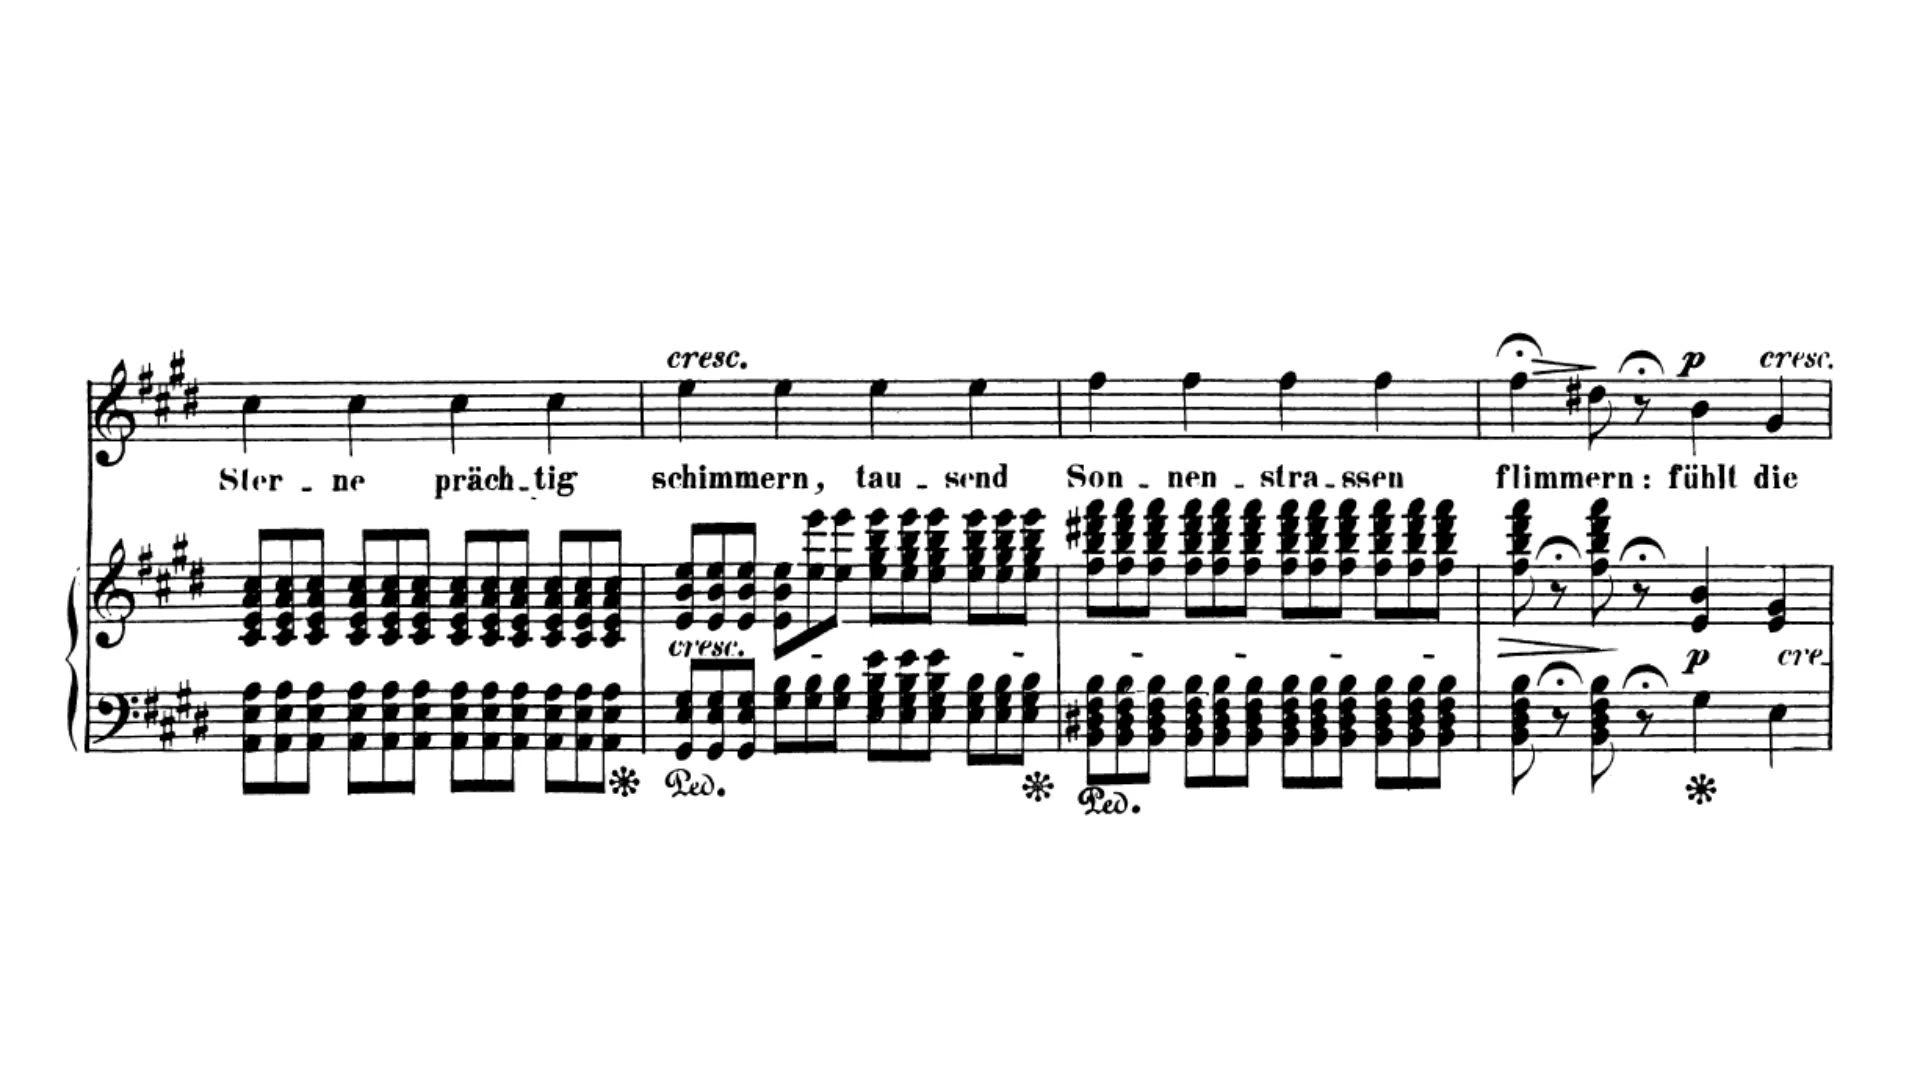 cresc.
p cresc.
Ster - ne präch - tig schimmern, tau - send Son - nen - stra - ssen flimmern: fühlt die
cresc. - - - - - - p cre-
Ped. Ped.